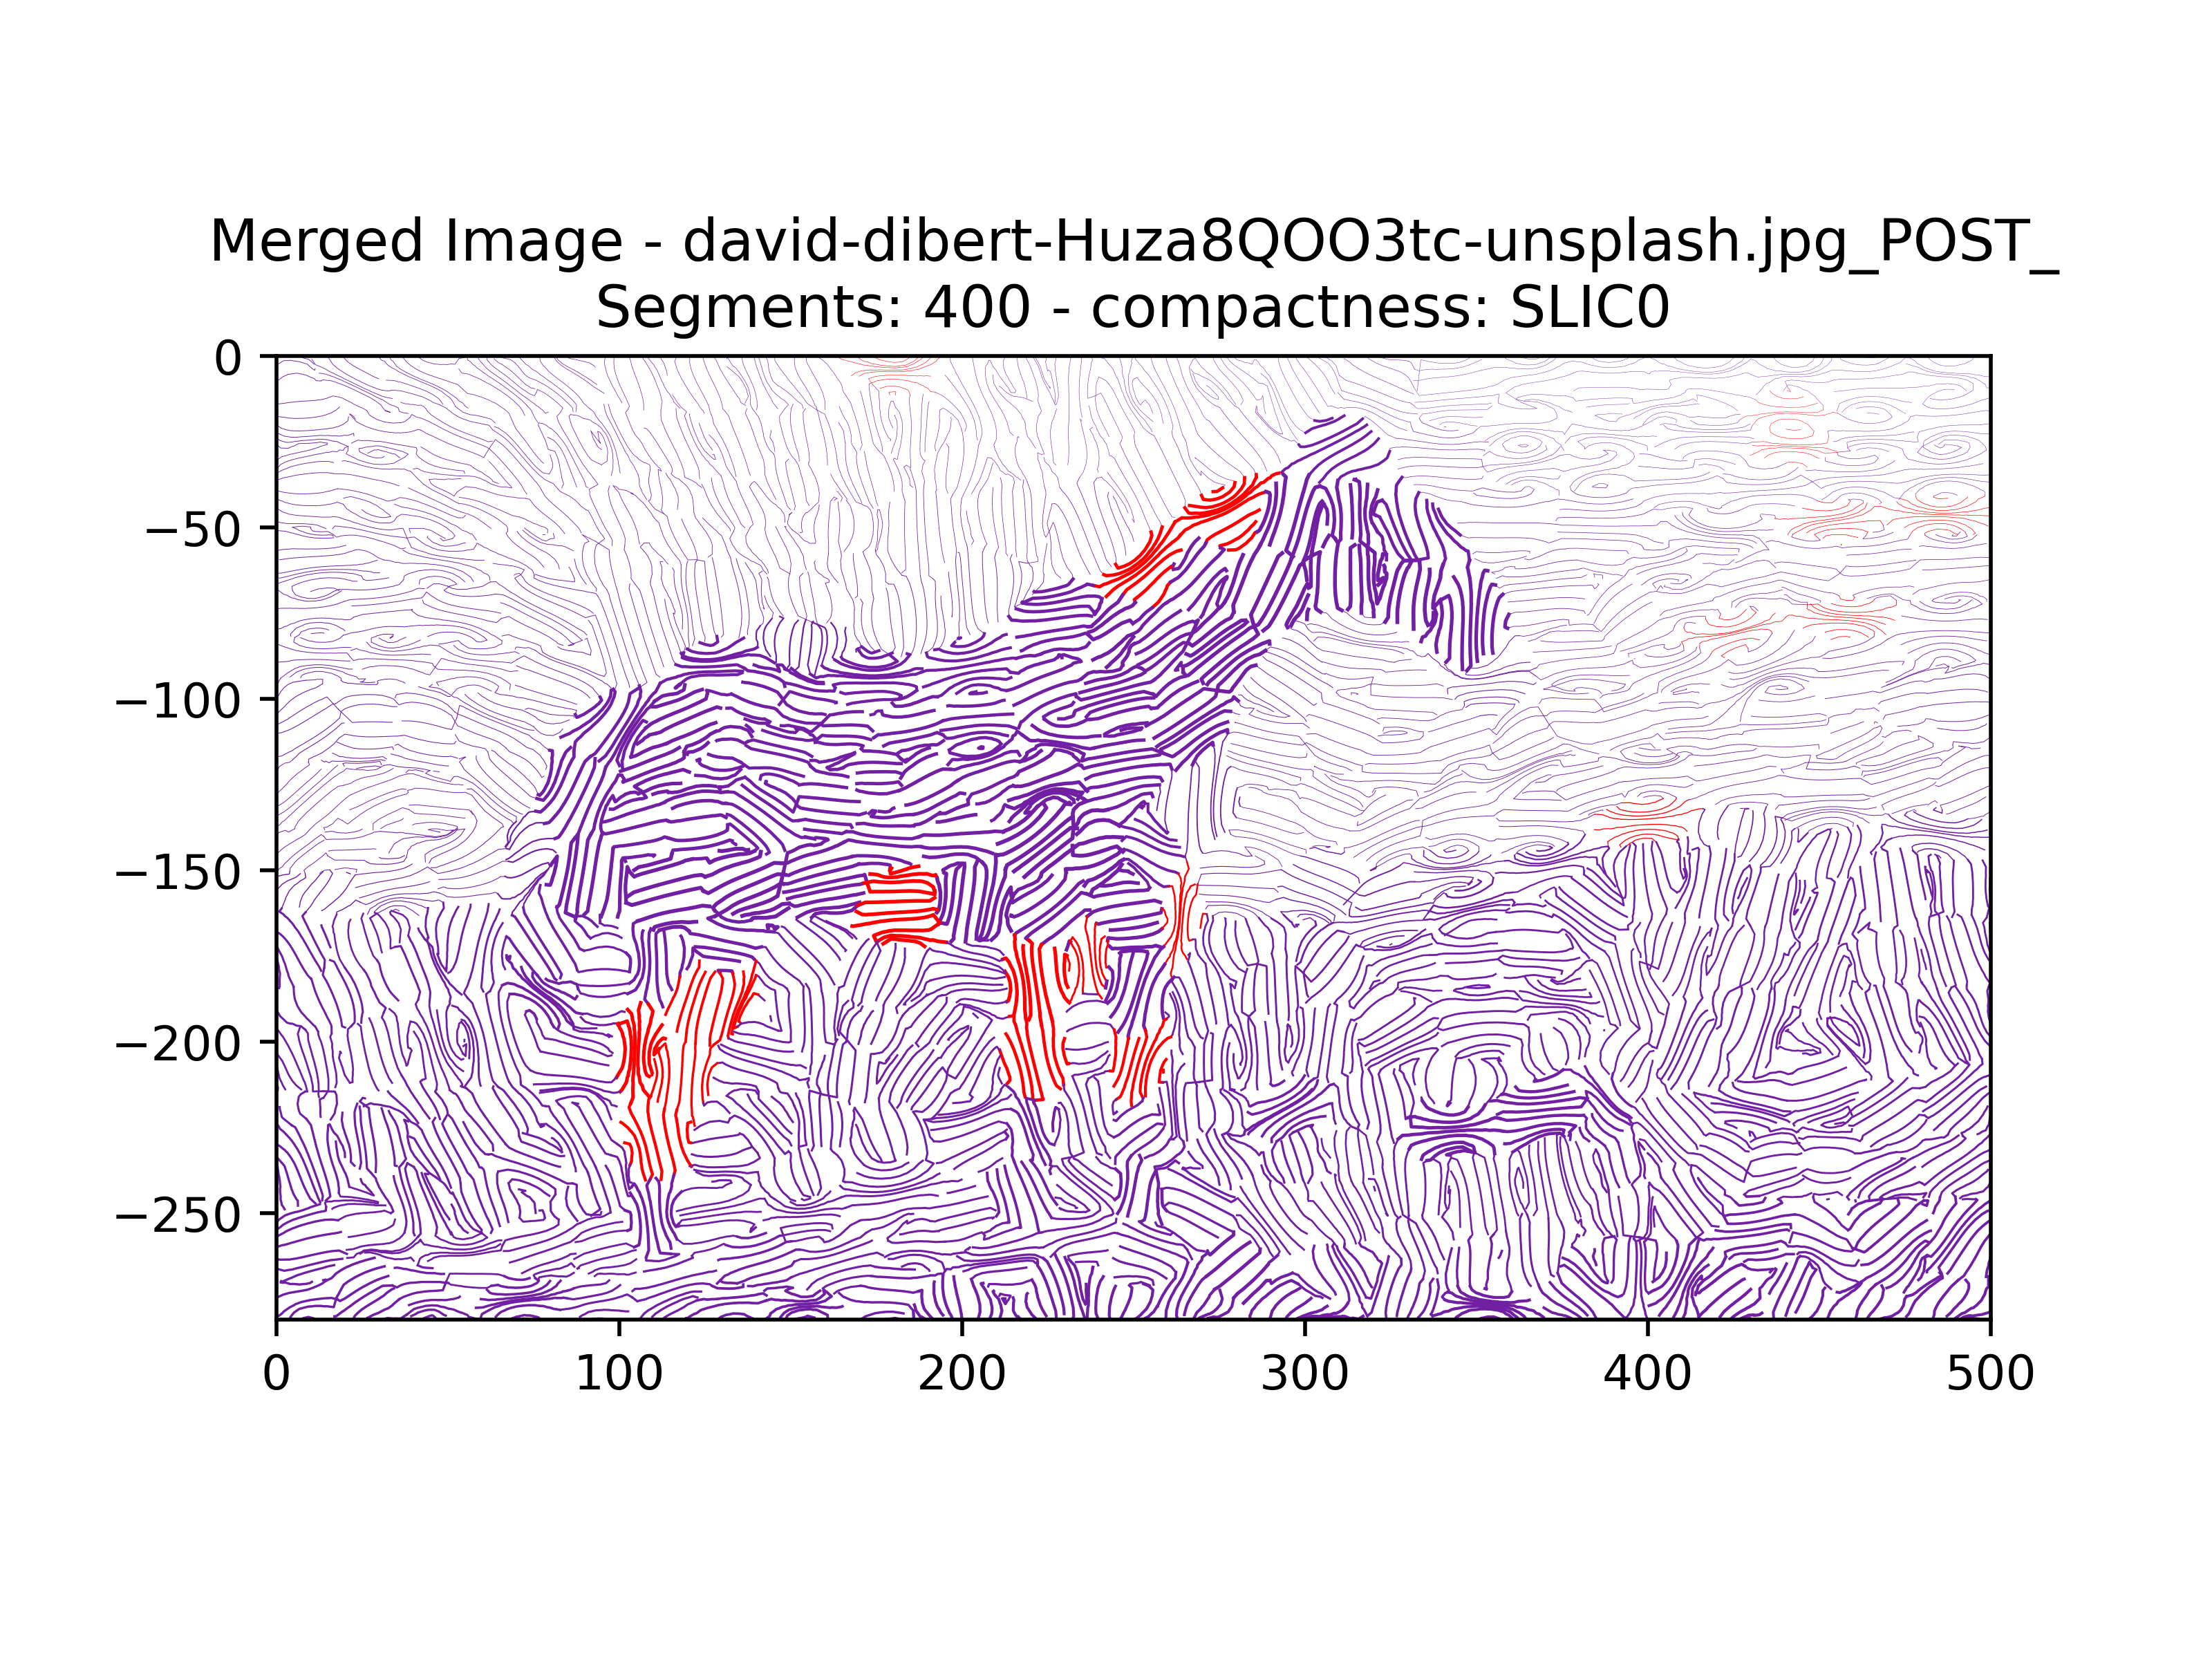 Merged Image - david-dibert-Huza8QOO3tc-unsplash.jpg_POST_
Segments: 400 - compactness: SLIC0
0
−50
−100
−150
−200
−250
0 100 200 300 400 500